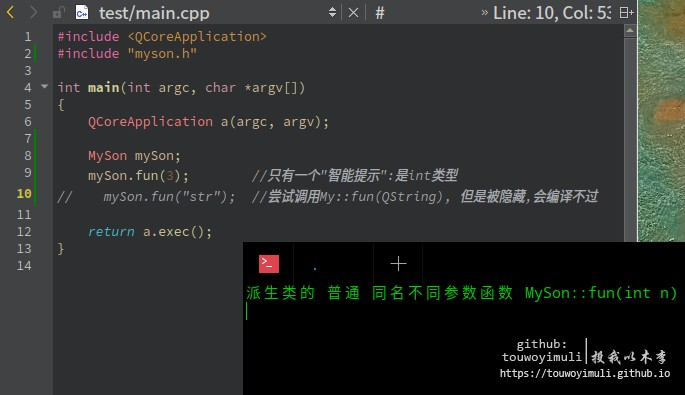 test/main.cpp
#
» Line: 10, Col: 53
1 #include <QCoreApplication>
2 #include "myson.h"
3
4 int main(int argc, char *argv[])
5 {
6 QCoreApplication a(argc, argv);
7
8 MySon mySon;
9 mySon.fun(3); //只有一个"智能提示":是int类型
10 // mySon.fun("str"); //尝试调用My::fun(QString), 但是被隐藏,会编译不过
11
12 return a.exec();
13 }
14
派生类的 普通 同名不同参数函数 MySon::fun(int n)
github:
touwoyimuli
投我以木李
https://touwoyimuli.github.io